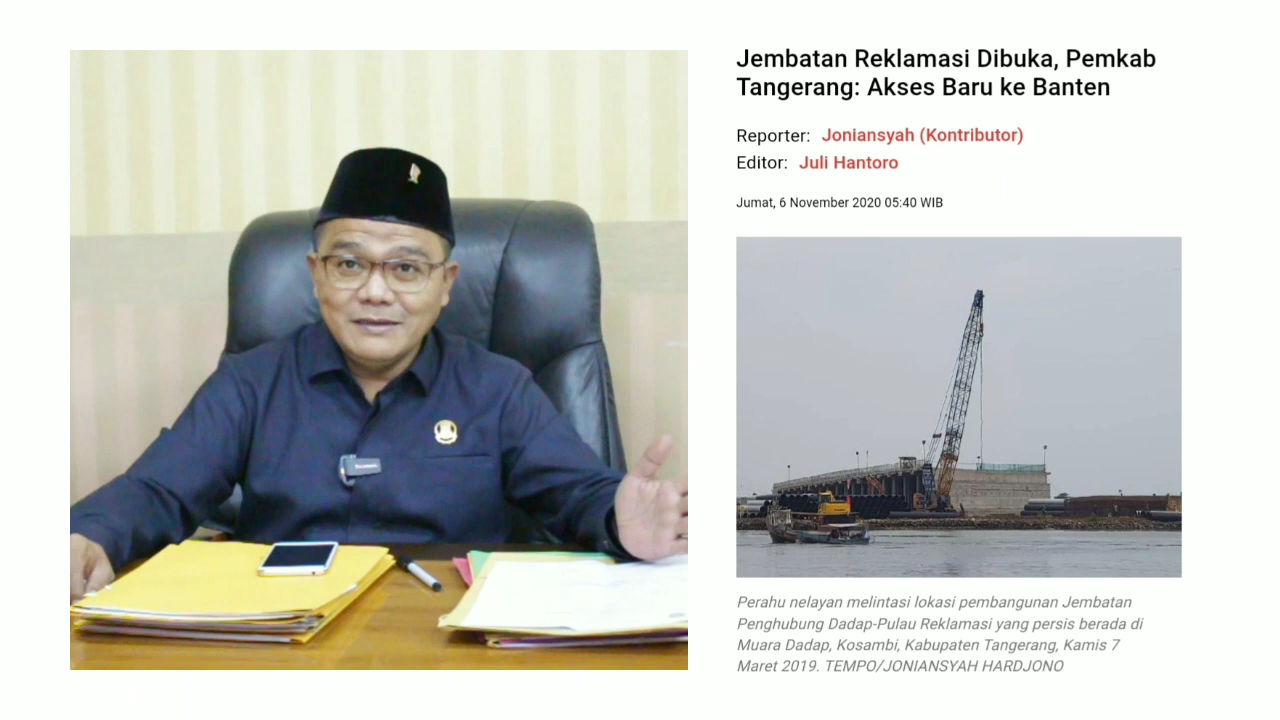 Jembatan Reklamasi Dibuka, Pemkab
Tangerang: Akses Baru ke Banten
Reporter: Joniansyah (Kontributor)
Editor: Juli Hantoro
Jumat, 6 November 2020 05:40 WIB
Perahu nelayan melintasi lokasi pembangunan Jembatan
Penghubung Dadap-Pulau Reklamasi yang persis berada di
Muara Dadap, Kosambi, Kabupaten Tangerang, Kamis 7
Maret 2019. TEMPO/JONIANSYAH HARDJONO